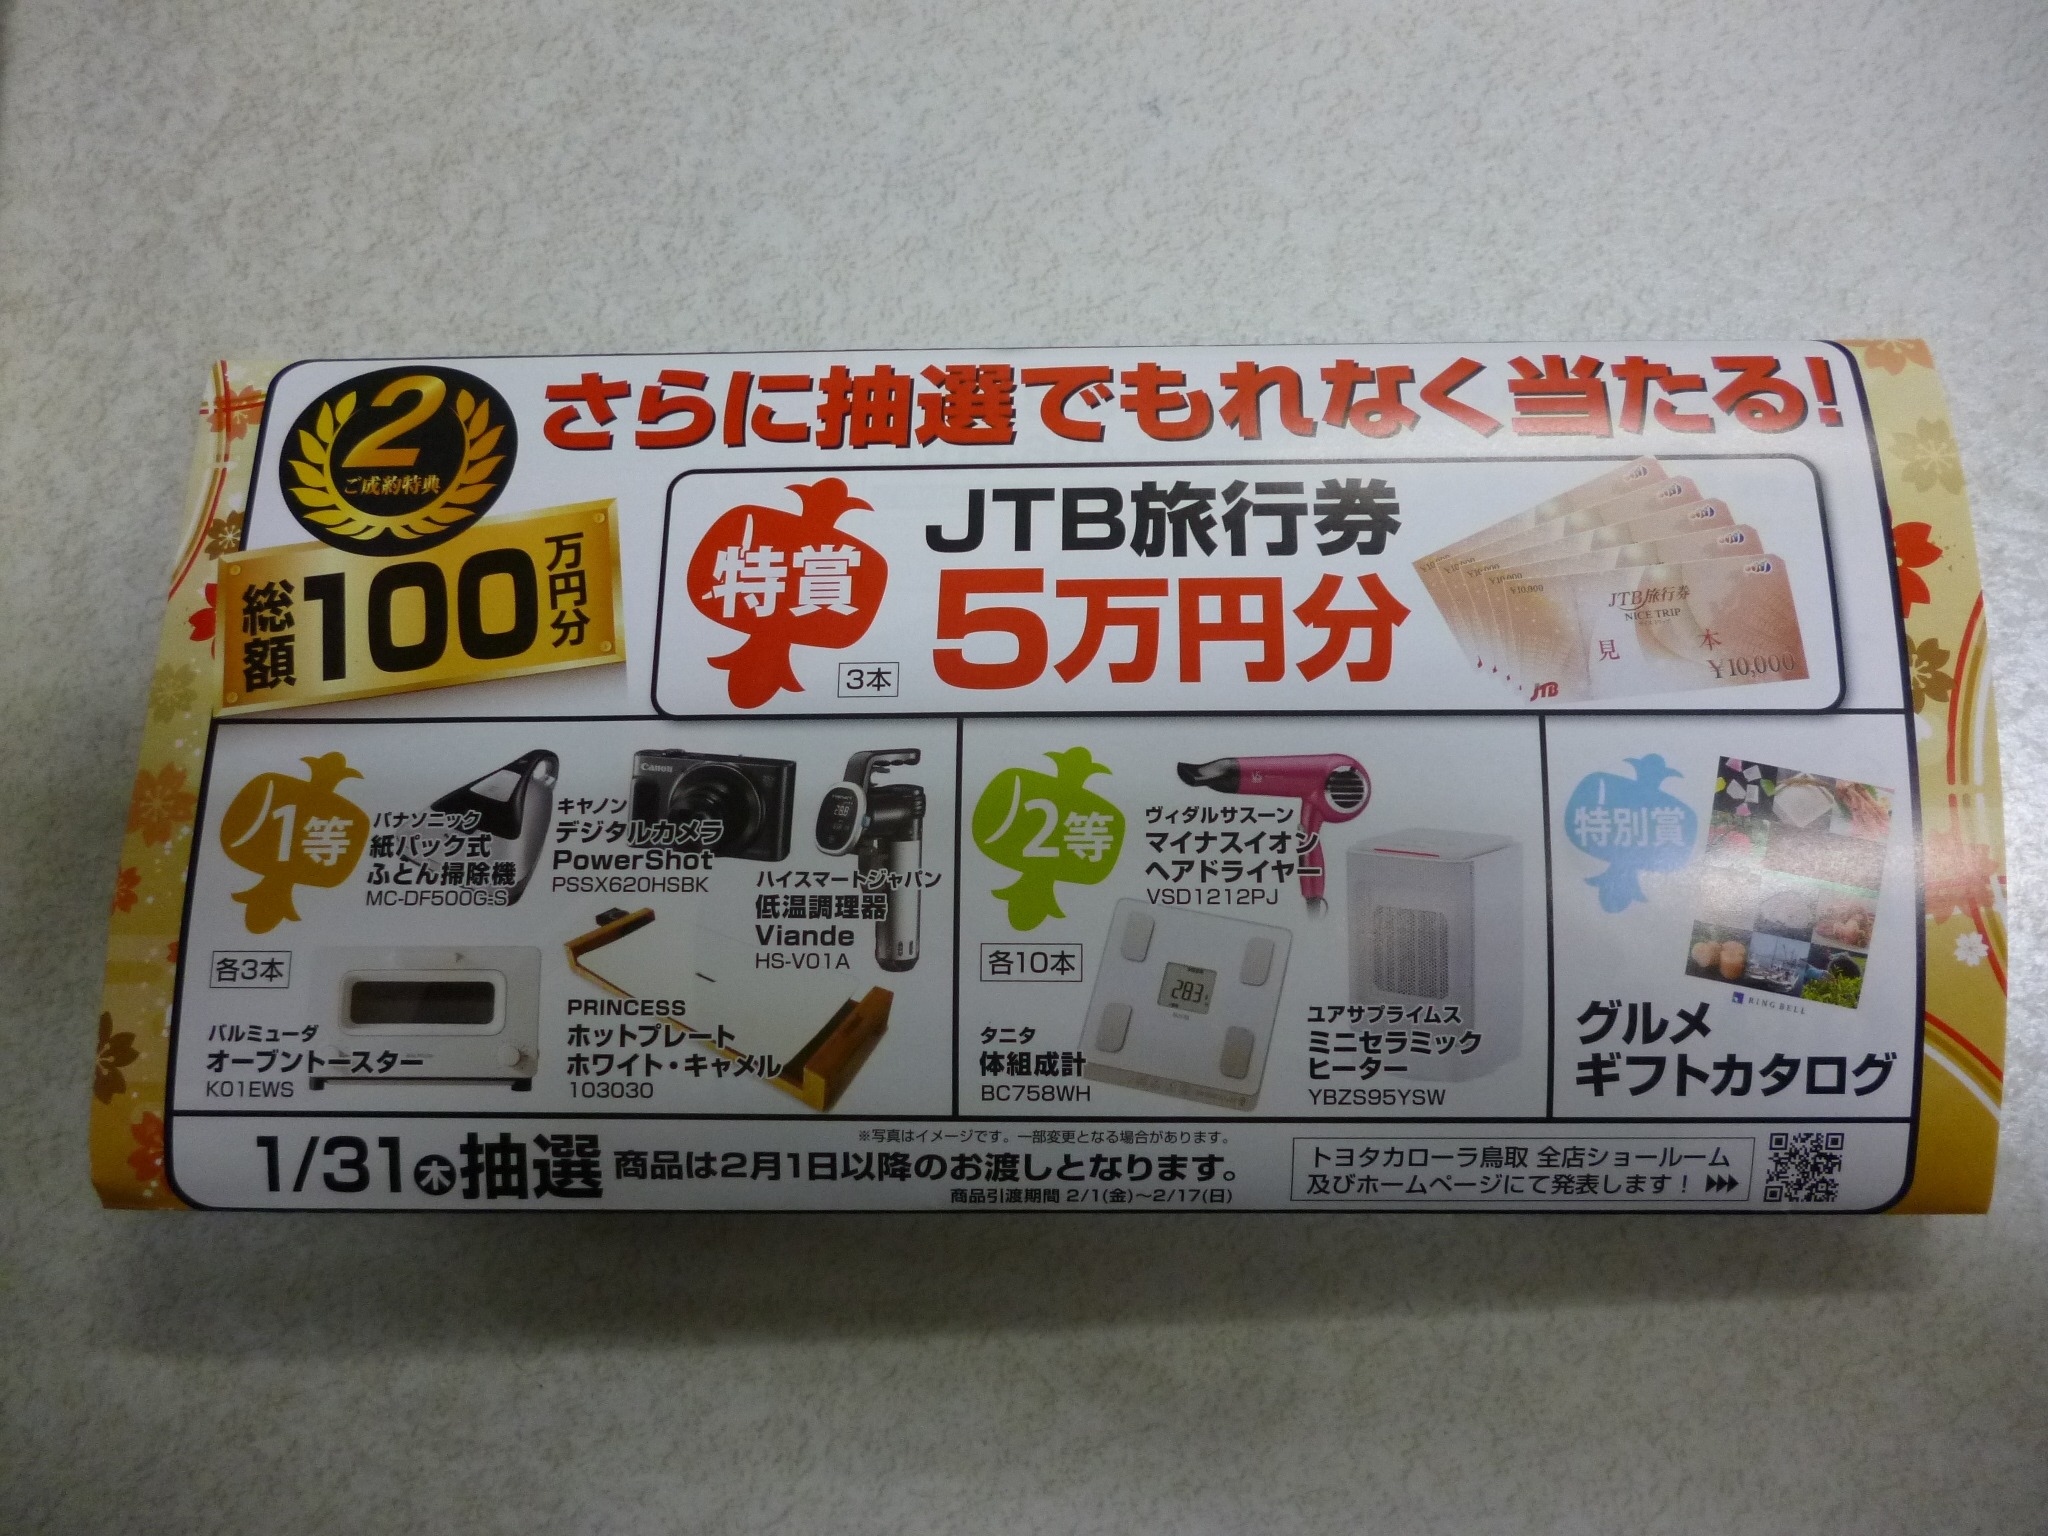 2
ご成約特典
さらに抽選でもれなく当たる!
総額100万円分
特賞
3本
JTB旅行券
5万円分
JTB旅行券
NICE TRIP
見本
¥10,000
JTB
1等
各3本
パナソニック
紙パック式
ふとん掃除機
MC-DF500G-S
Canon
キヤノン
デジタルカメラ
PowerShot
PSSX620HSBK
ハイスマートジャパン
低温調理器
Viande
HS-V01A
バルミューダ
オーブントースター
K01EWS
PRINCESS
ホットプレート
ホワイト・キャメル
103030
2等
各10本
ヴィダルサスーン
マイナスイオン
ヘアドライヤー
VSD1212PJ
タニタ
体組成計
BC758WH
ユアサプライムス
ミニセラミック
ヒーター
YBZS95YSW
特別賞
RING BELL
グルメ
ギフトカタログ
※写真はイメージです。一部変更となる場合があります。
1/31(木)抽選 商品は2月1日以降のお渡しとなります。
商品引渡期間 2/1(金)〜2/17(日)
トヨタカローラ鳥取 全店ショールーム
及びホームページにて発表します!